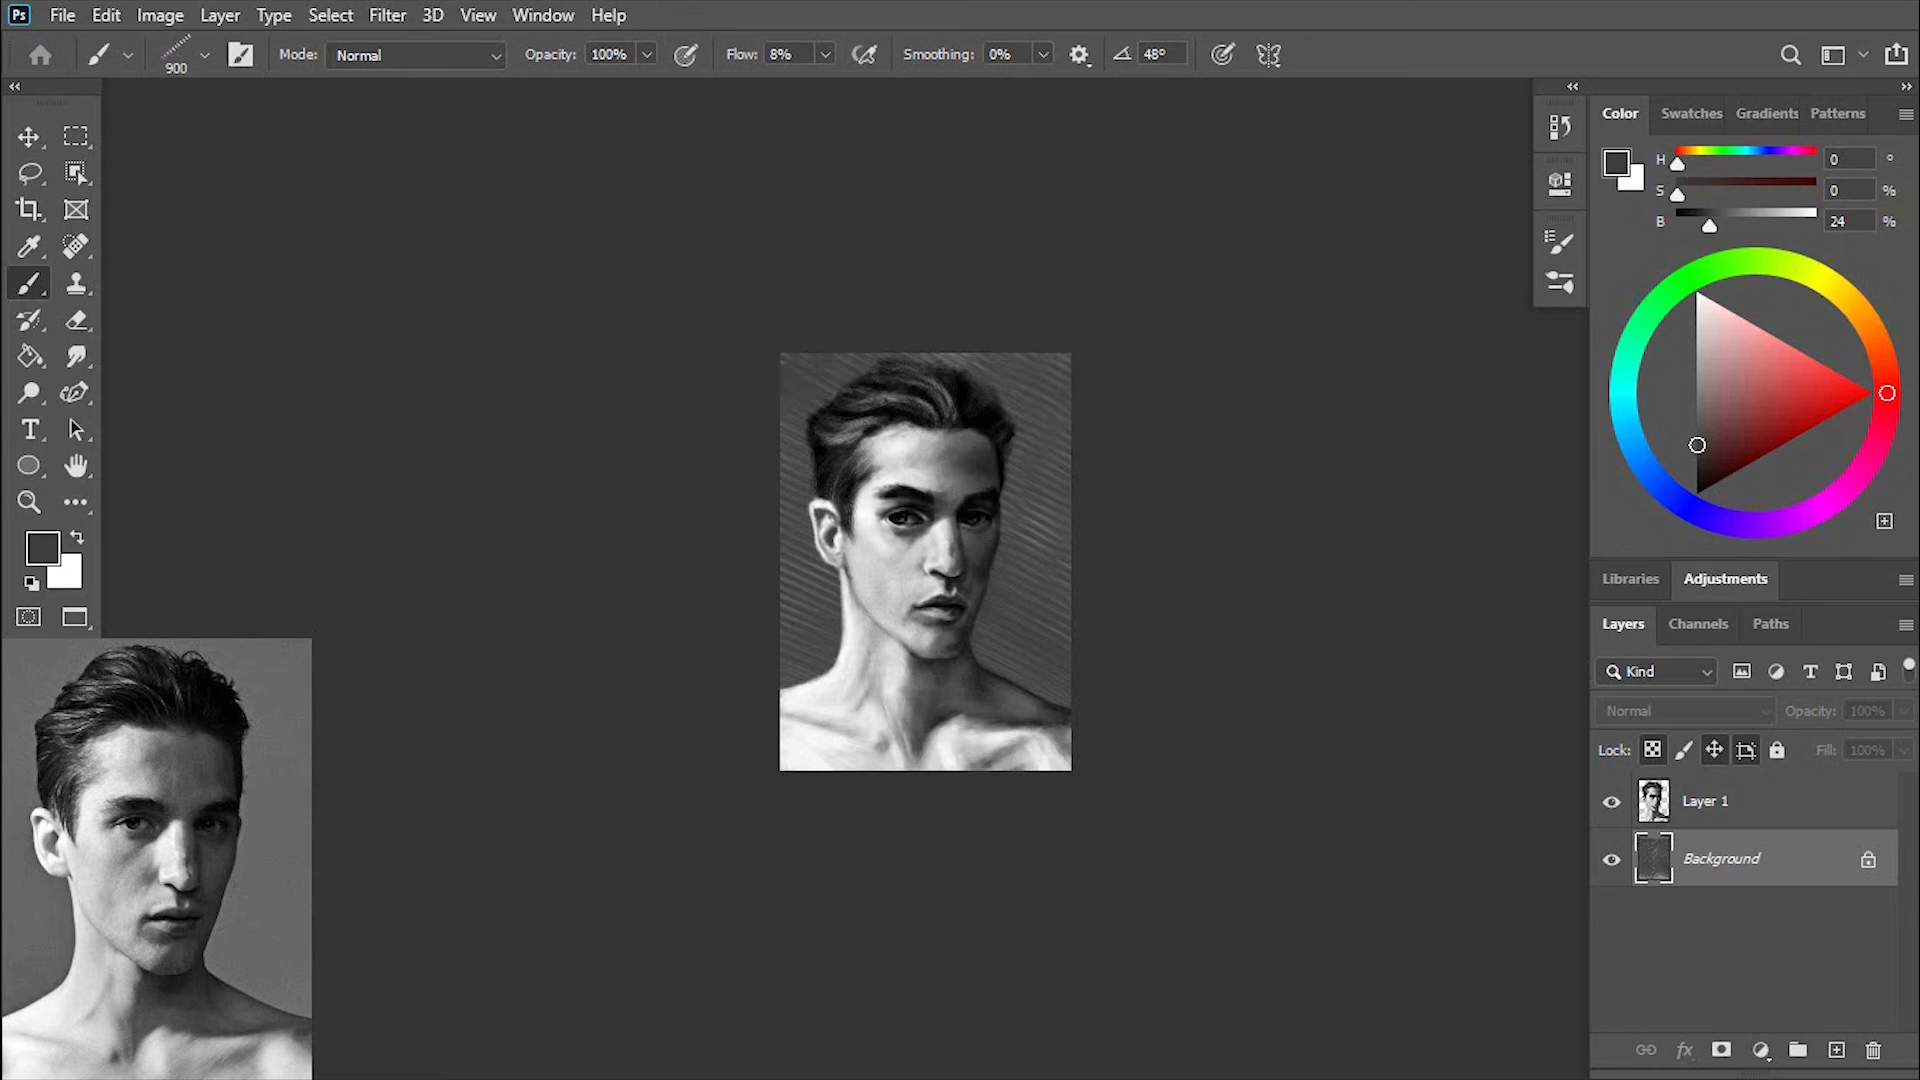 Ps File Edit Image Layer Type Select Filter 3D View Window Help
900 Mode: Normal Opacity: 100% Flow: 8% Smoothing: 0% 48°
Color Swatches Gradients Patterns
H 0 °
S 0 %
B 24 %
T
Libraries Adjustments
Layers Channels Paths
Kind T
Normal Opacity: 100%
Lock: Fill: 100%
Layer 1
Background
fx